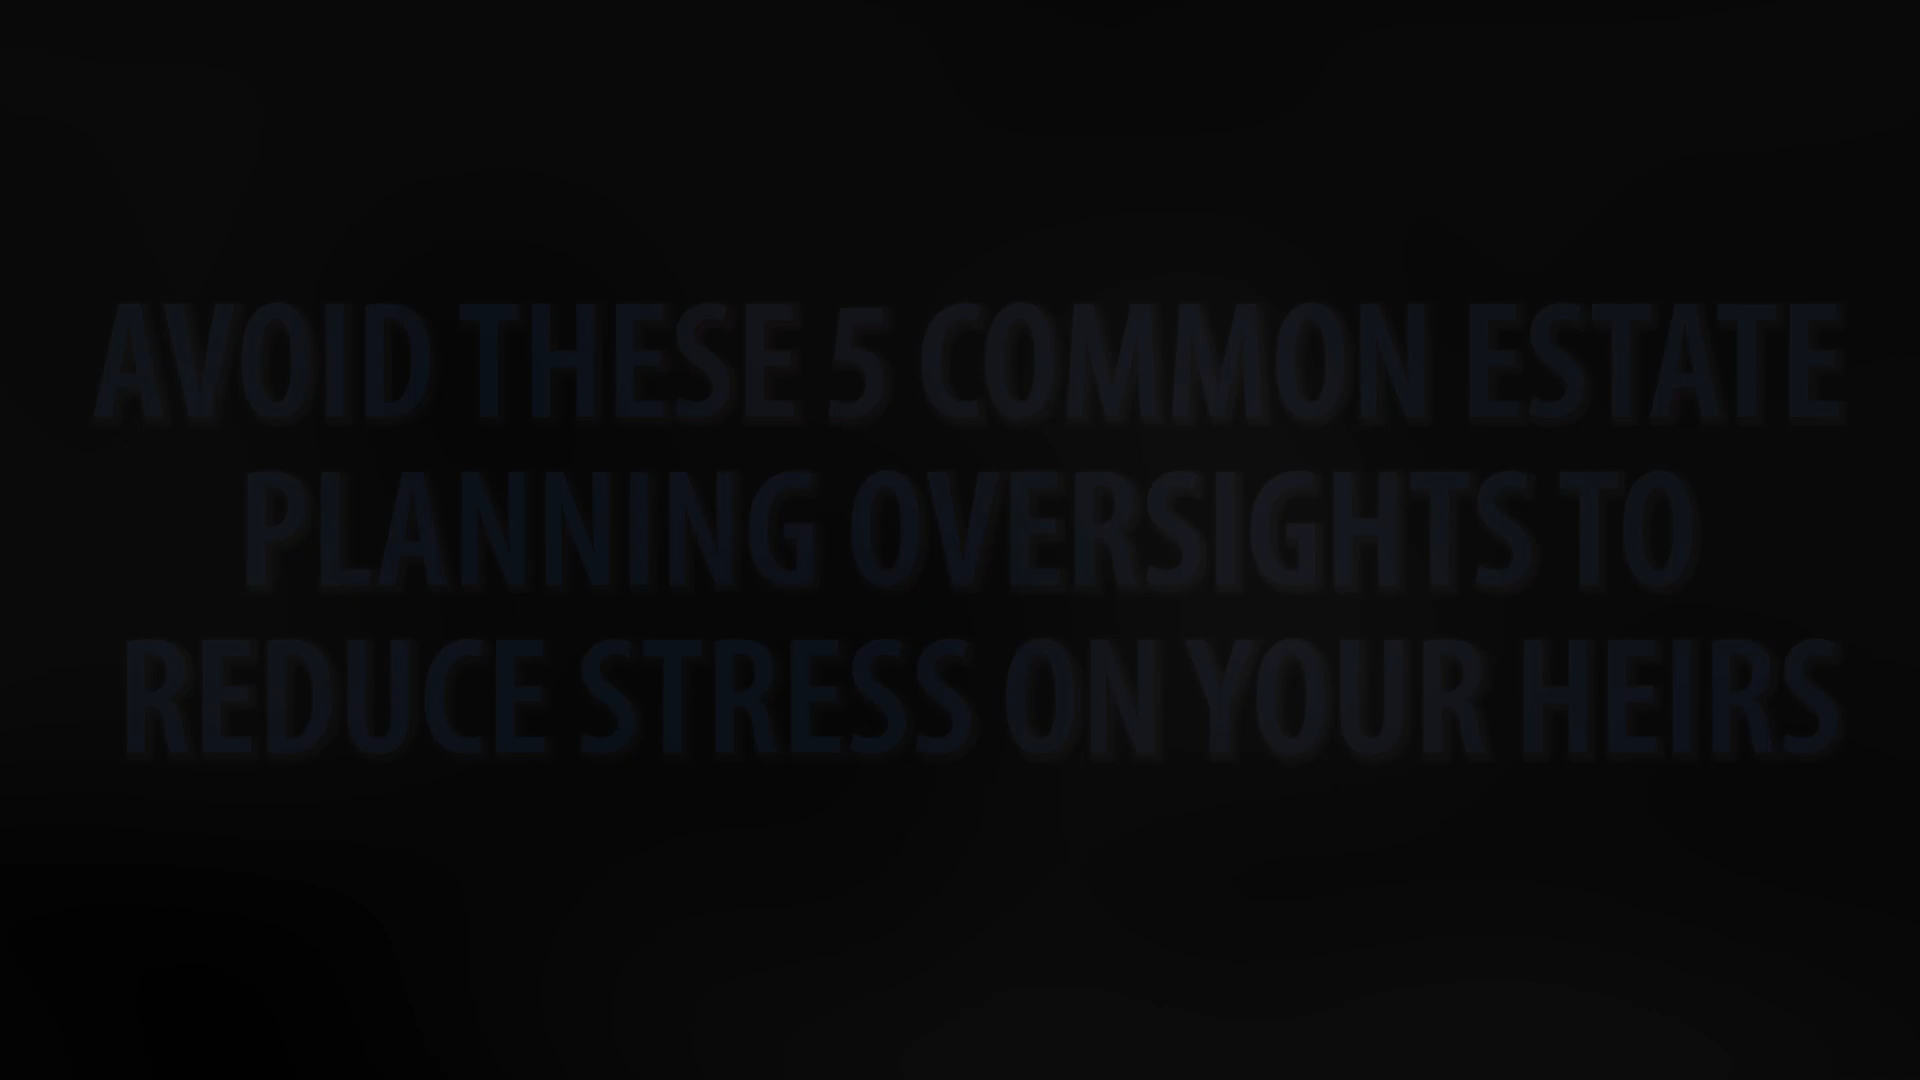 AVOID THESE 5 COMMON ESTATE
PLANNING OVERSIGHTS TO
REDUCE STRESS ON YOUR HEIRS